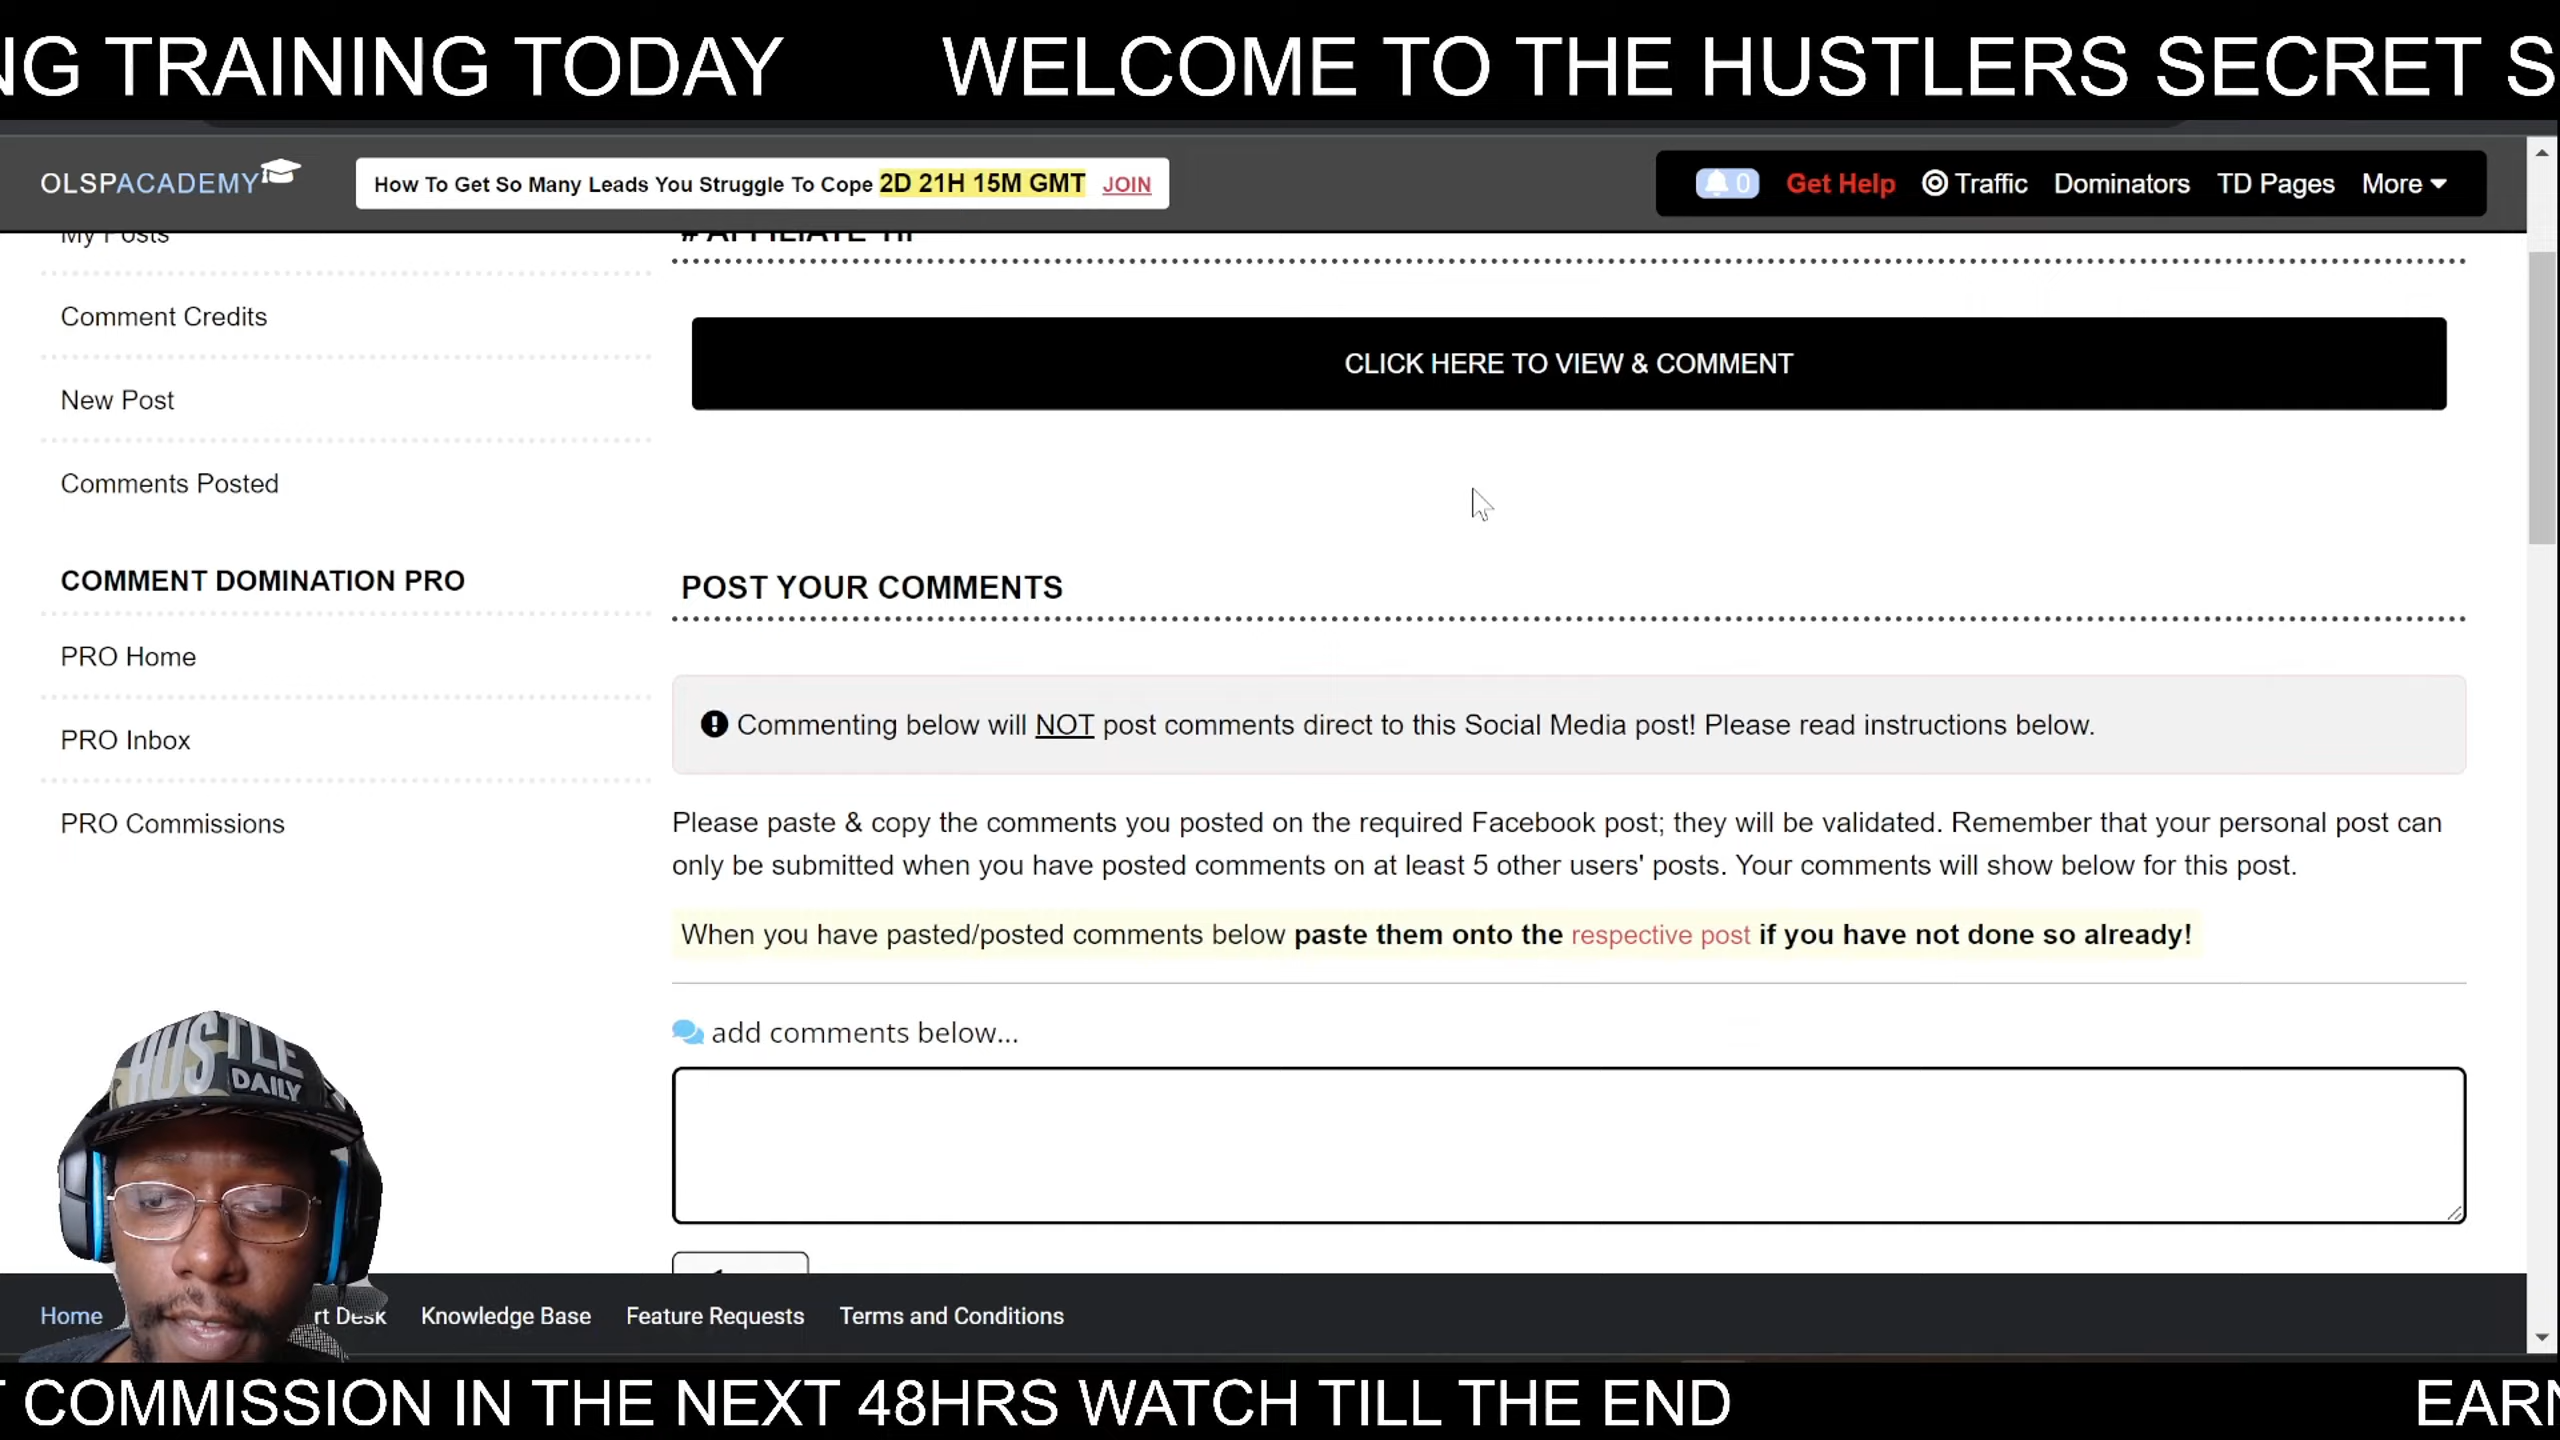 NG TRAINING TODAY WELCOME TO THE HUSTLERS SECRET S
OLSPACADEMY
How To Get So Many Leads You Struggle To Cope 2D 21H 15M GMT JOIN
0 Get Help Traffic Dominators TD Pages More
My Posts
# AFFILIATE TIP
Comment Credits
CLICK HERE TO VIEW & COMMENT
New Post
Comments Posted
COMMENT DOMINATION PRO
POST YOUR COMMENTS
PRO Home
PRO Inbox
Commenting below will NOT post comments direct to this Social Media post! Please read instructions below.
PRO Commissions
Please paste & copy the comments you posted on the required Facebook post; they will be validated. Remember that your personal post can
only be submitted when you have posted comments on at least 5 other users' posts. Your comments will show below for this post.
When you have pasted/posted comments below paste them onto the respective post if you have not done so already!
add comments below...
HUSTLE
DAILY
Home rt Desk Knowledge Base Feature Requests Terms and Conditions
T COMMISSION IN THE NEXT 48HRS WATCH TILL THE END EARN